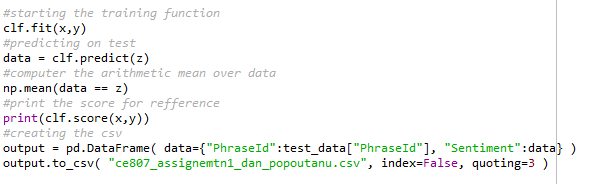 #starting the training function
clf.fit(x,y)
#predicting on test
data = clf.predict(z)
#computer the arithmetic mean over data
np.mean(data == z)
#print the score for refference
print(clf.score(x,y))
#creating the csv
output = pd.DataFrame( data={"PhraseId":test_data["PhraseId"], "Sentiment":data} )
output.to_csv( "ce807_assignemtn1_dan_popoutanu.csv", index=False, quoting=3 )